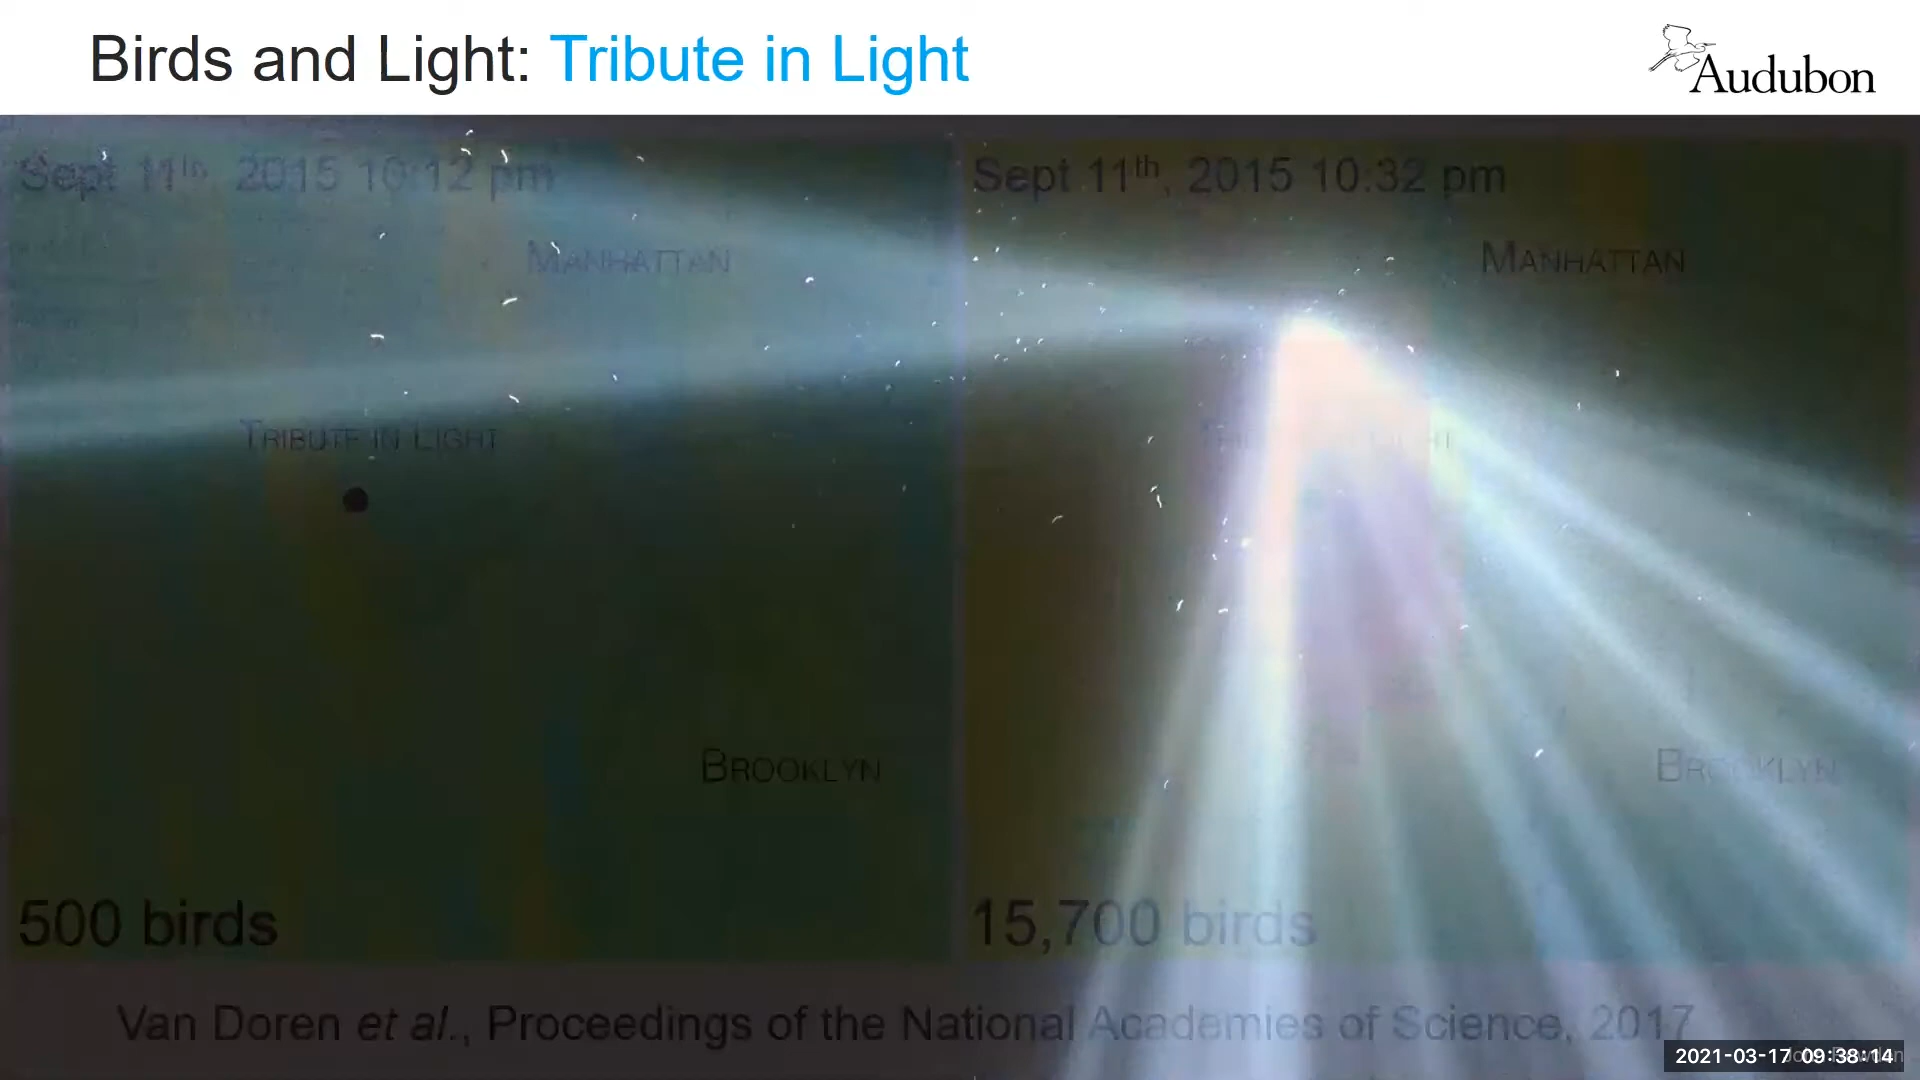 Birds and Light: Tribute in Light
Audubon
Sept 11th, 2015 10:12 pm
Sept 11th, 2015 10:32 pm
MANHATTAN
MANHATTAN
TRIBUTE IN LIGHT
LIGHT
BROOKLYN
BROOKLYN
500 birds
15,700 birds
Van Doren et al., Proceedings of the National Academies of Science, 2017
2021-03-17 09:38:14